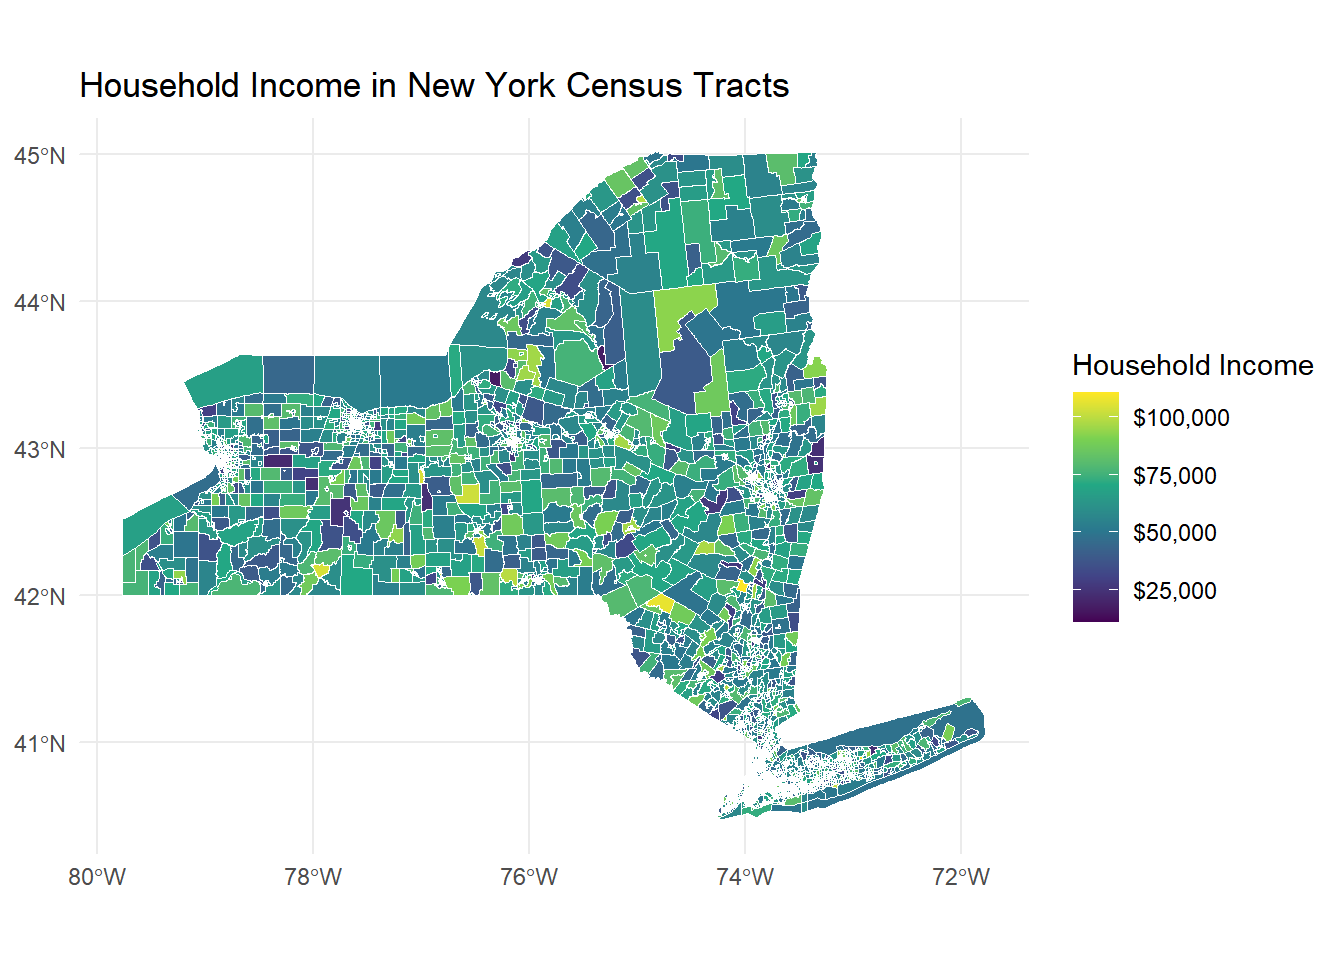 Household Income in New York Census Tracts
45°N
44°N
43°N
42°N
41°N
80°W
78°W
76°W
74°W
72°W
Household Income
$100,000
$75,000
$50,000
$25,000